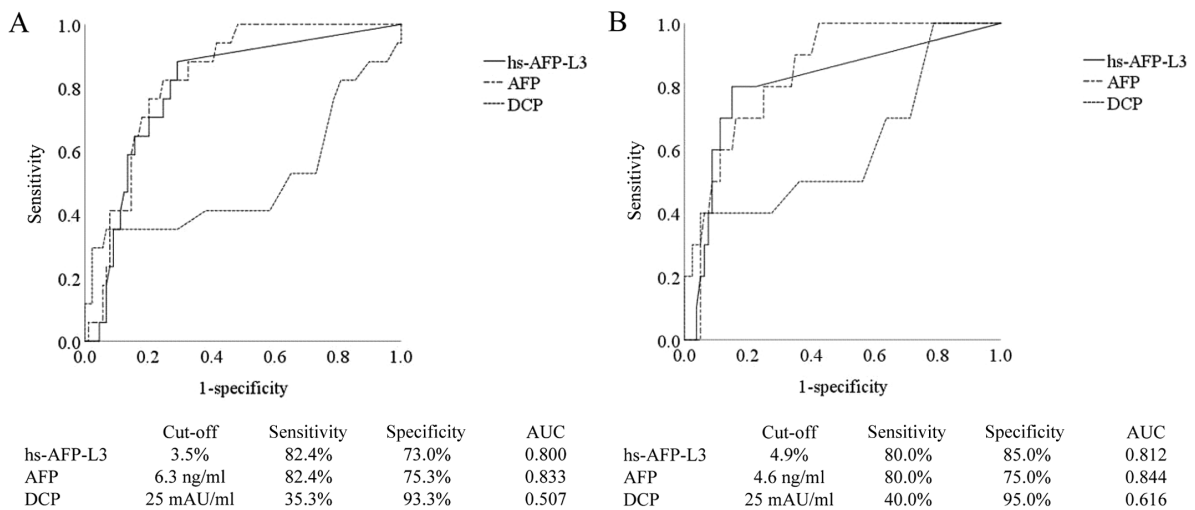 A
1.0
0.8
0.6
0.4
0.2
0.0
Sensitivity
0.0 0.2 0.4 0.6 0.8 1.0
1-specificity
hs-AFP-L3
AFP
DCP
Cut-off Sensitivity Specificity AUC
hs-AFP-L3 3.5% 82.4% 73.0% 0.800
AFP 6.3 ng/ml 82.4% 75.3% 0.833
DCP 25 mAU/ml 35.3% 93.3% 0.507
B
1.0
0.8
0.6
0.4
0.2
0.0
Sensitivity
0.0 0.2 0.4 0.6 0.8 1.0
1-specificity
hs-AFP-L3
AFP
DCP
Cut-off Sensitivity Specificity AUC
hs-AFP-L3 4.9% 80.0% 85.0% 0.812
AFP 4.6 ng/ml 80.0% 75.0% 0.844
DCP 25 mAU/ml 40.0% 95.0% 0.616